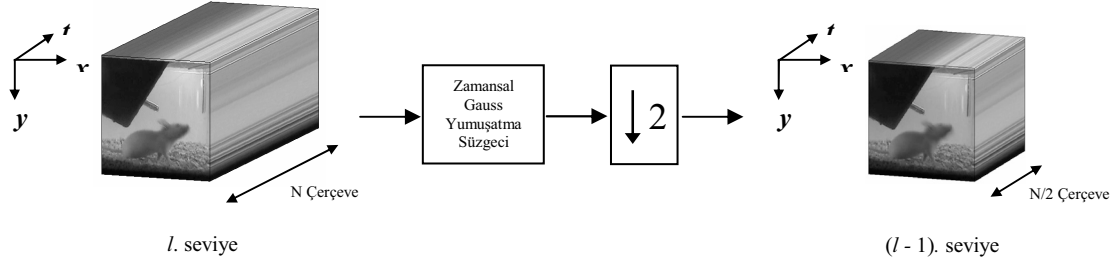 t
x
y
N Çerçeve
l. seviye
Zamansal
Gauss
Yumuşatma
Süzgeci
↓ 2
t
x
y
N/2 Çerçeve
(l - 1). seviye